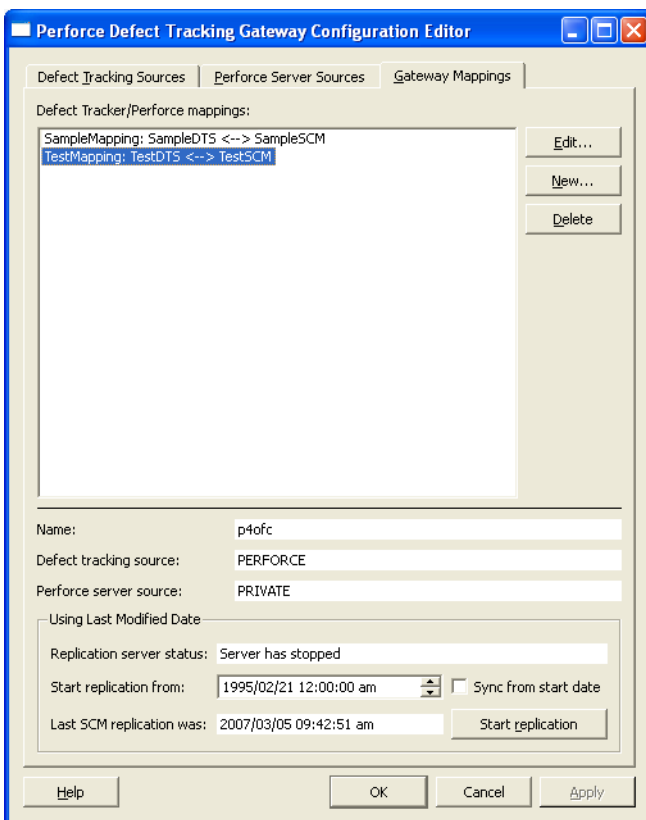 Perforce Defect Tracking Gateway Configuration Editor
Defect Tracking Sources
Perforce Server Sources
Gateway Mappings
Defect Tracker/Perforce mappings:
SampleMapping: SampleDTS <--> SampleSCM
TestMapping: TestDTS <--> TestSCM
Edit...
New...
Delete
Name:
p4ofc
Defect tracking source:
PERFORCE
Perforce server source:
PRIVATE
Using Last Modified Date
Replication server status:
Server has stopped
Start replication from:
1995/02/21 12:00:00 am
Sync from start date
Last SCM replication was:
2007/03/05 09:42:51 am
Start replication
Help
OK
Cancel
Apply